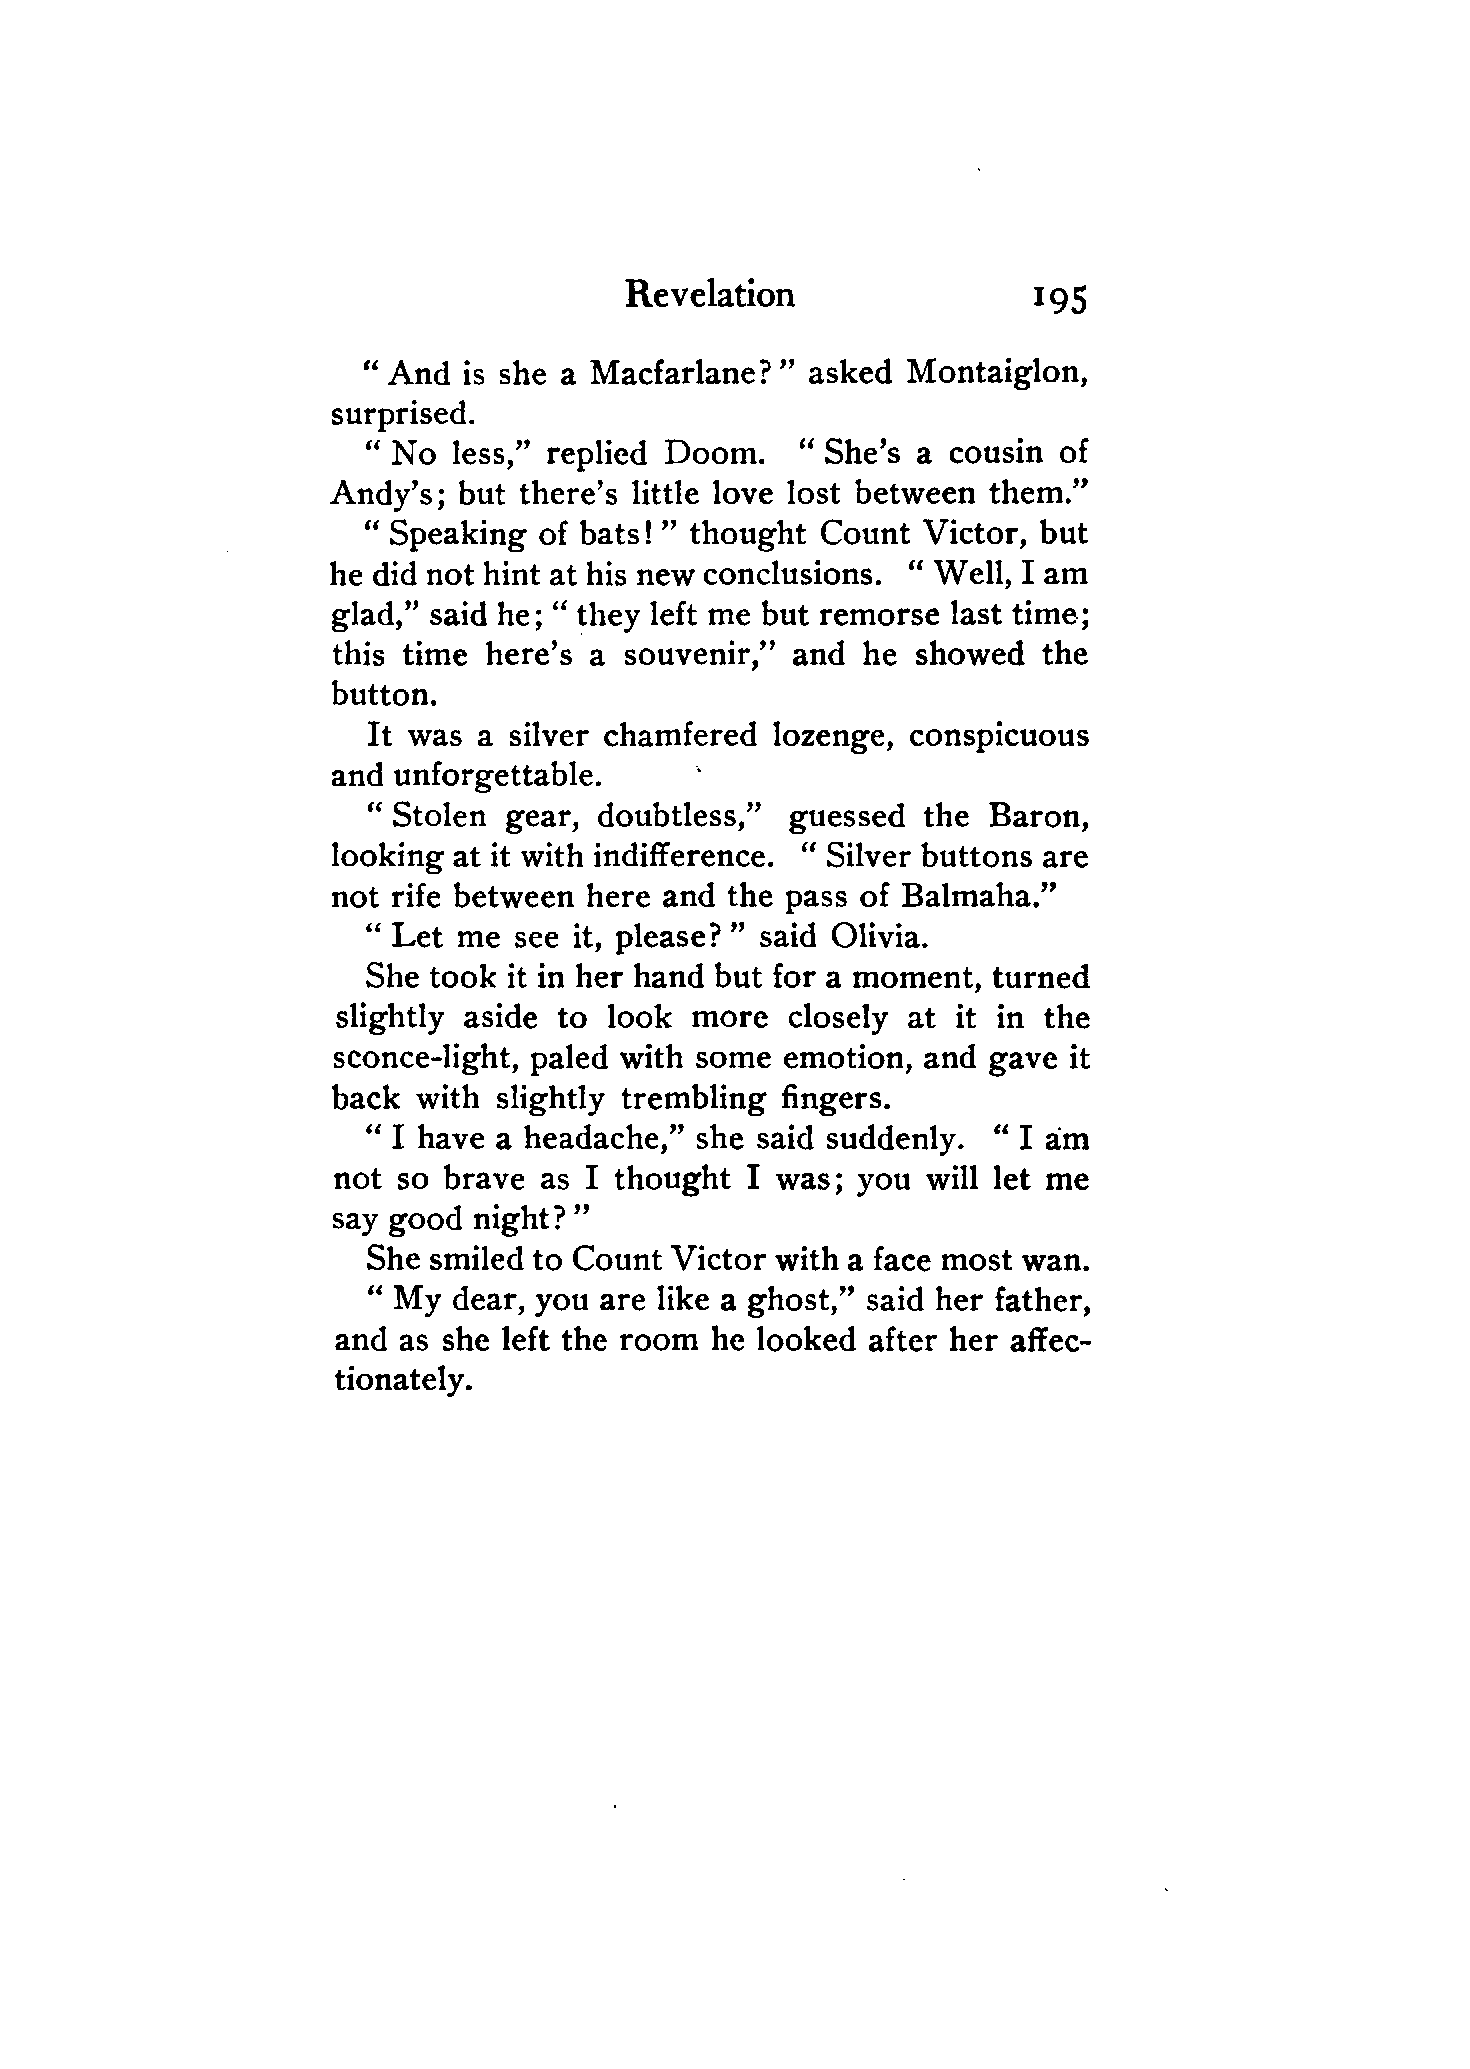 Revelation 195
“ And is she a Macfarlane? ” asked Montaiglon,
surprised.
“ No less,” replied Doom. “ She’s a cousin of
Andy’s; but there’s little love lost between them.”
“ Speaking of bats! ” thought Count Victor, but
he did not hint at his new conclusions. “ Well, I am
glad,” said he; “ they left me but remorse last time;
this time here’s a souvenir,” and he showed the
button.
It was a silver chamfered lozenge, conspicuous
and unforgettable.
“ Stolen gear, doubtless,” guessed the Baron,
looking at it with indifference. “ Silver buttons are
not rife between here and the pass of Balmaha.”
“ Let me see it, please? ” said Olivia.
She took it in her hand but for a moment, turned
slightly aside to look more closely at it in the
sconce-light, paled with some emotion, and gave it
back with slightly trembling fingers.
“ I have a headache,” she said suddenly. “ I am
not so brave as I thought I was; you will let me
say good night? ”
She smiled to Count Victor with a face most wan.
“ My dear, you are like a ghost,” said her father,
and as she left the room he looked after her affec-
tionately.